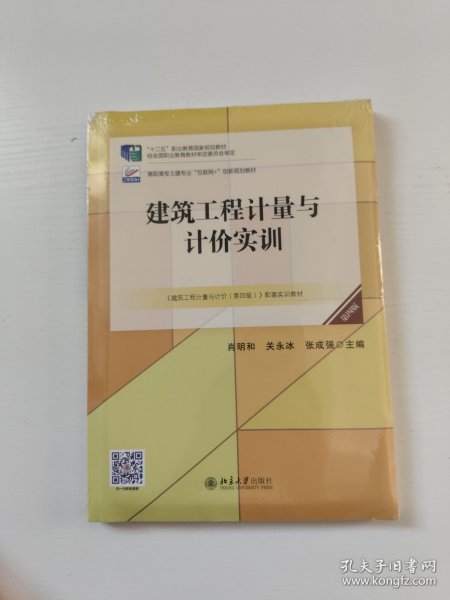 “十二五”职业教育国家规划教材
经全国职业教育教材审定委员会审定
高职高专土建专业“互联网+”创新规划教材
建筑工程计量与
计价实训
《建筑工程计量与计价(第四版)》配套实训教材
第四版
肖明和 关永冰 张成强◎主编
北京大学出版社
孔夫子旧书网
www.kongfz.com